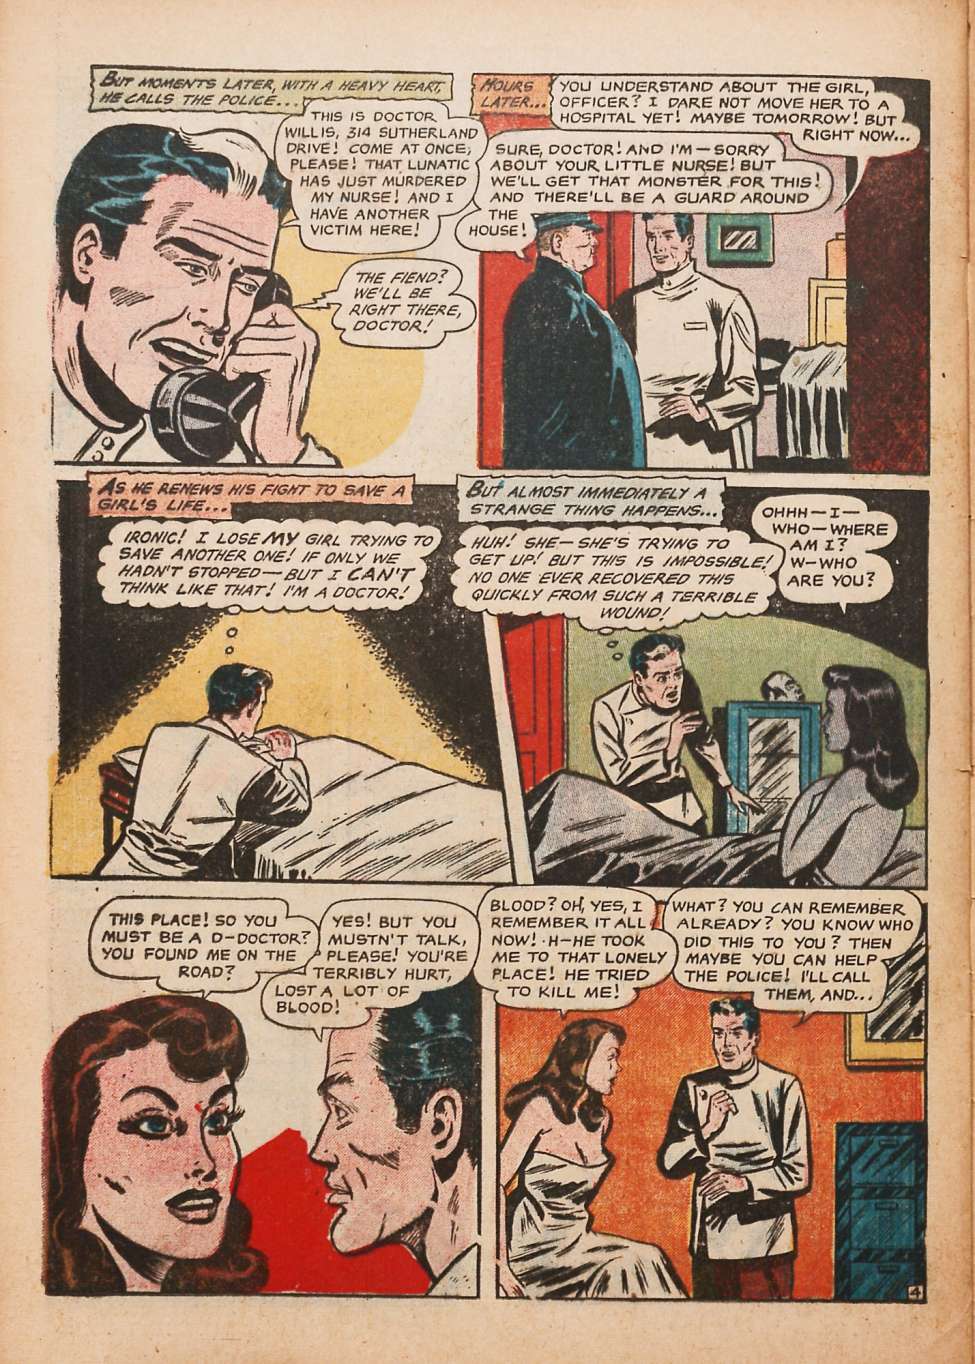 BUT MOMENTS LATER, WITH A HEAVY HEART,
HE CALLS THE POLICE...
THIS IS DOCTOR
WILLIS, 314 SUTHERLAND
DRIVE! COME AT ONCE,
PLEASE! THAT LUNATIC
HAS JUST MURDERED
MY NURSE! AND I
HAVE ANOTHER
VICTIM HERE!
THE FIEND?
WE'LL BE
RIGHT THERE,
DOCTOR!
HOURS
LATER...
YOU UNDERSTAND ABOUT THE GIRL,
OFFICER? I DARE NOT MOVE HER TO A
HOSPITAL YET! MAYBE TOMORROW! BUT
RIGHT NOW...
SURE, DOCTOR! AND I'M—SORRY
ABOUT YOUR LITTLE NURSE! BUT
WE'LL GET THAT MONSTER FOR THIS!
AND THERE'LL BE A GUARD AROUND
THE
HOUSE!
AS HE RENEWS HIS FIGHT TO SAVE A
GIRL'S LIFE...
IRONIC! I LOSE MY GIRL TRYING TO
SAVE ANOTHER ONE! IF ONLY WE
HADN'T STOPPED—BUT I CAN'T
THINK LIKE THAT! I'M A DOCTOR!
BUT ALMOST IMMEDIATELY A
STRANGE THING HAPPENS...
HUH! SHE—SHE'S TRYING TO
GET UP! BUT THIS IS IMPOSSIBLE!
NO ONE EVER RECOVERED THIS
QUICKLY FROM SUCH A TERRIBLE
WOUND!
OHHH—I—
WHO—WHERE
AM I?
W-WHO
ARE YOU?
THIS PLACE! SO YOU
MUST BE A D-DOCTOR?
YOU FOUND ME ON THE
ROAD?
YES! BUT YOU
MUSTN'T TALK,
PLEASE! YOU'RE
TERRIBLY HURT,
LOST A LOT OF
BLOOD!
BLOOD? OH, YES, I
REMEMBER IT ALL
NOW! H-HE TOOK
ME TO THAT LONELY
PLACE! HE TRIED
TO KILL ME!
WHAT? YOU CAN REMEMBER
ALREADY? YOU KNOW WHO
DID THIS TO YOU? THEN
MAYBE YOU CAN HELP
THE POLICE! I'LL CALL
THEM, AND...
4